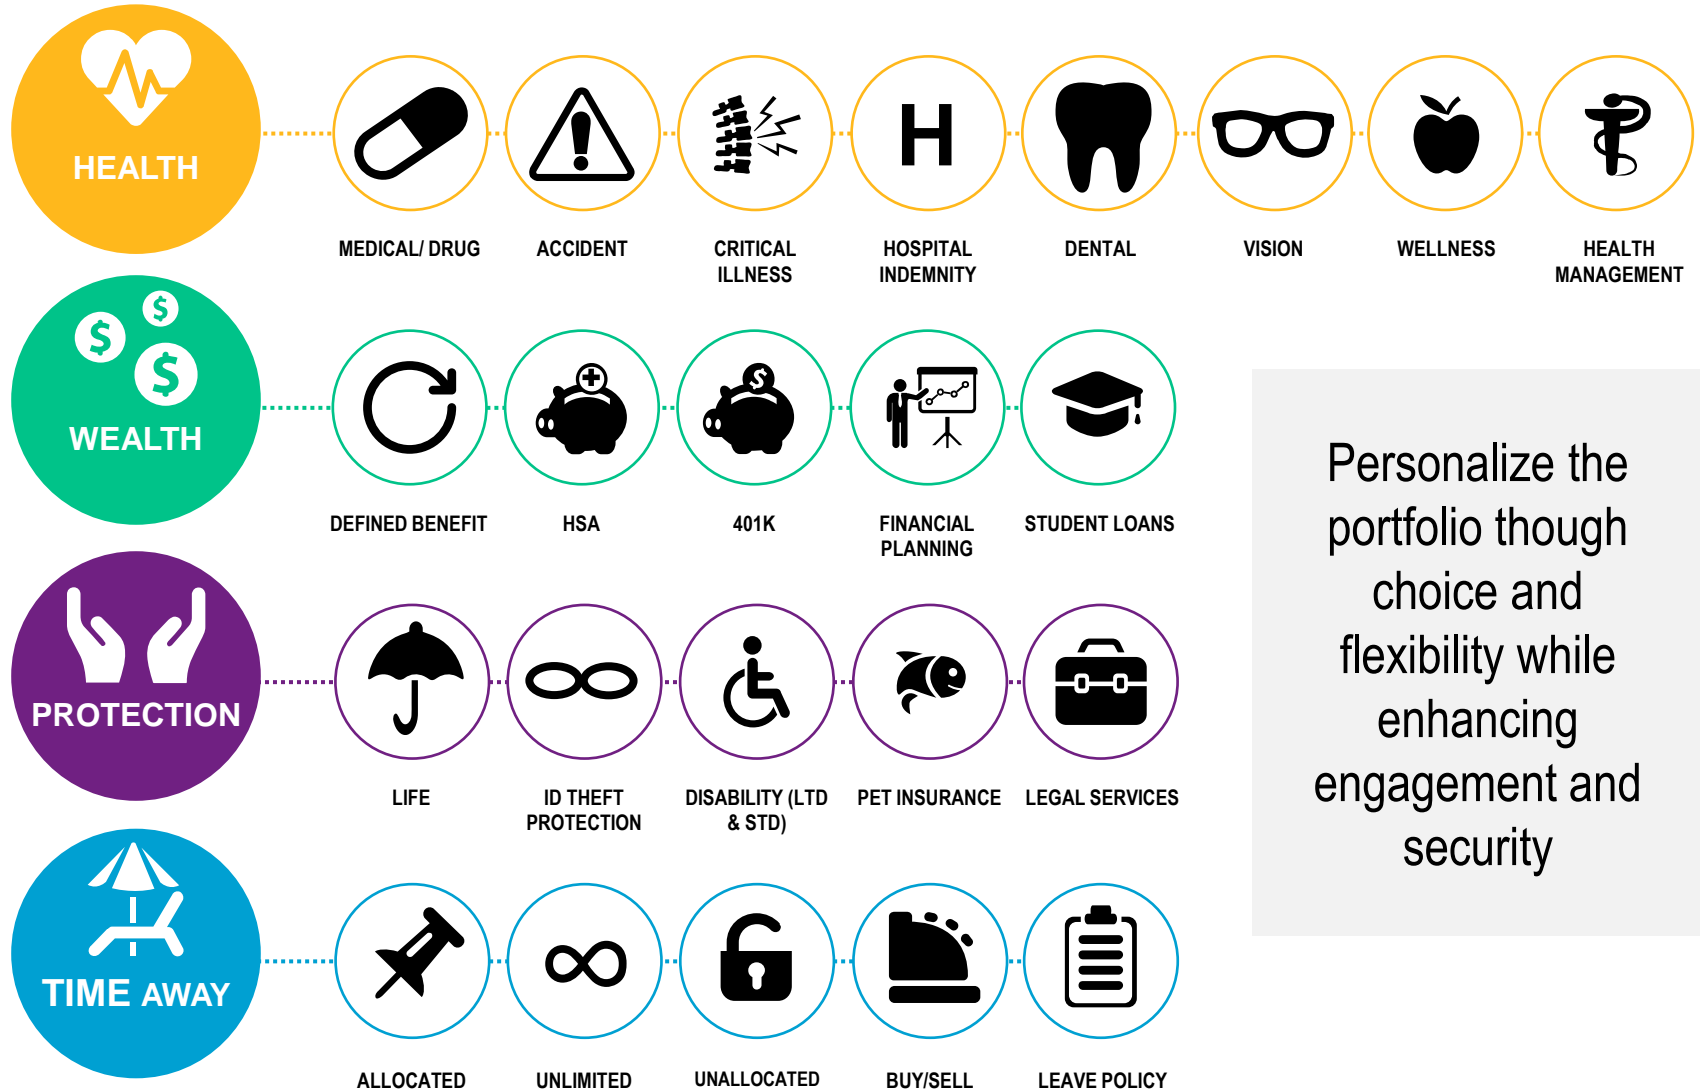 HEALTH
H
MEDICAL/ DRUG
ACCIDENT
CRITICAL
ILLNESS
HOSPITAL
INDEMNITY
DENTAL
VISION
WELLNESS
HEALTH
MANAGEMENT
$
$
$
WEALTH
$
DEFINED BENEFIT
HSA
401K
FINANCIAL
PLANNING
STUDENT LOANS
PROTECTION
LIFE
ID THEFT
PROTECTION
DISABILITY (LTD
& STD)
PET INSURANCE
LEGAL SERVICES
TIME AWAY
ALLOCATED
UNLIMITED
UNALLOCATED
BUY/SELL
LEAVE POLICY
Personalize the
portfolio though
choice and
flexibility while
enhancing
engagement and
security